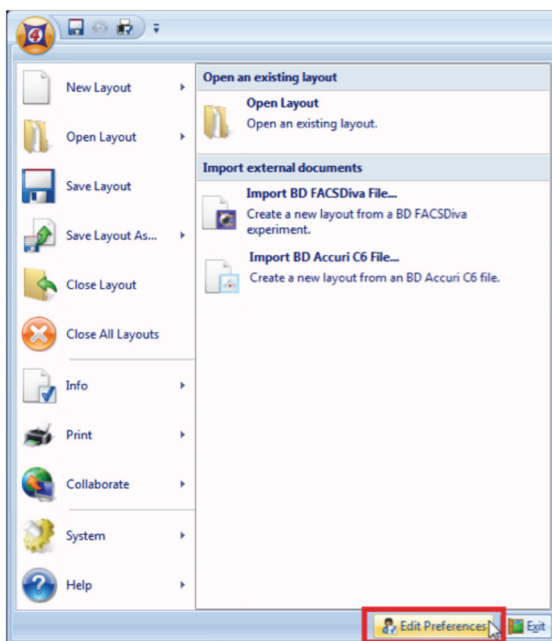 4
New Layout
Open Layout
Save Layout
Save Layout As...
Close Layout
Close All Layouts
Info
Print
Collaborate
System
Help
Open an existing layout
Open Layout
Open an existing layout.
Import external documents
Import BD FACSDiva File...
Create a new layout from a BD FACSDiva
experiment.
Import BD Accuri C6 File...
Create a new layout from an BD Accuri C6 file.
Edit Preferences
Exit